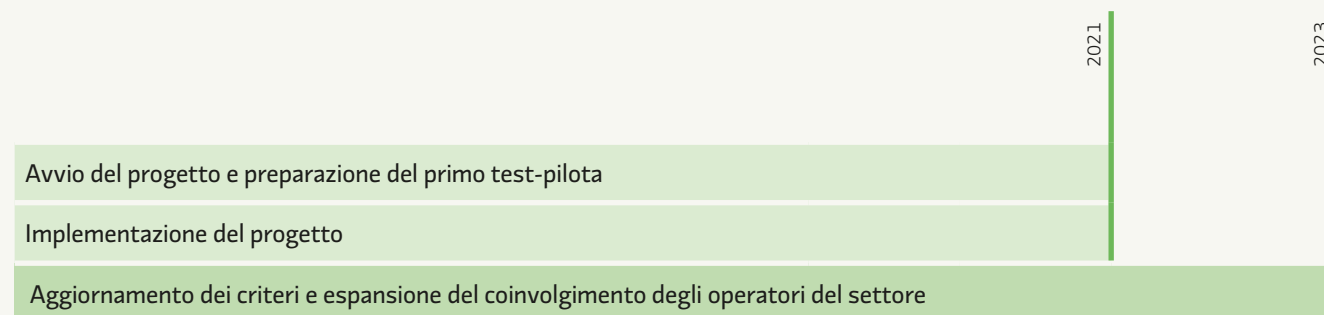 2021
2023
Avvio del progetto e preparazione del primo test-pilota
Implementazione del progetto
Aggiornamento dei criteri e espansione del coinvolgimento degli operatori del settore